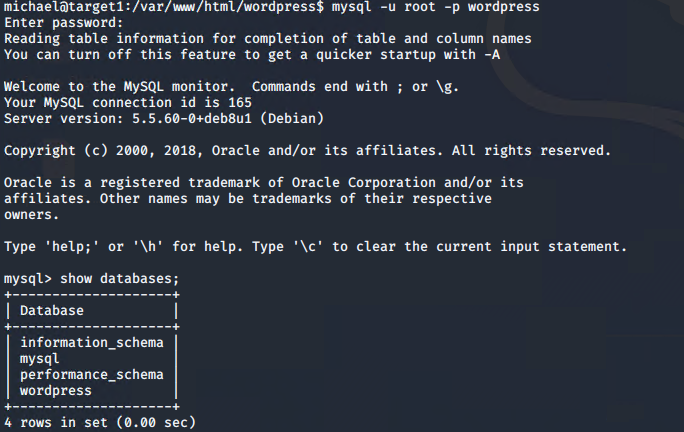 michael@target1:/var/www/html/wordpress$ mysql -u root -p wordpress
Enter password:
Reading table information for completion of table and column names
You can turn off this feature to get a quicker startup with -A

Welcome to the MySQL monitor.  Commands end with ; or \g.
Your MySQL connection id is 165
Server version: 5.5.60-0+deb8u1 (Debian)

Copyright (c) 2000, 2018, Oracle and/or its affiliates. All rights reserved.

Oracle is a registered trademark of Oracle Corporation and/or its
affiliates. Other names may be trademarks of their respective
owners.

Type 'help;' or '\h' for help. Type '\c' to clear the current input statement.

mysql> show databases;
+--------------------+
| Database           |
+--------------------+
| information_schema |
| mysql              |
| performance_schema |
| wordpress          |
+--------------------+
4 rows in set (0.00 sec)